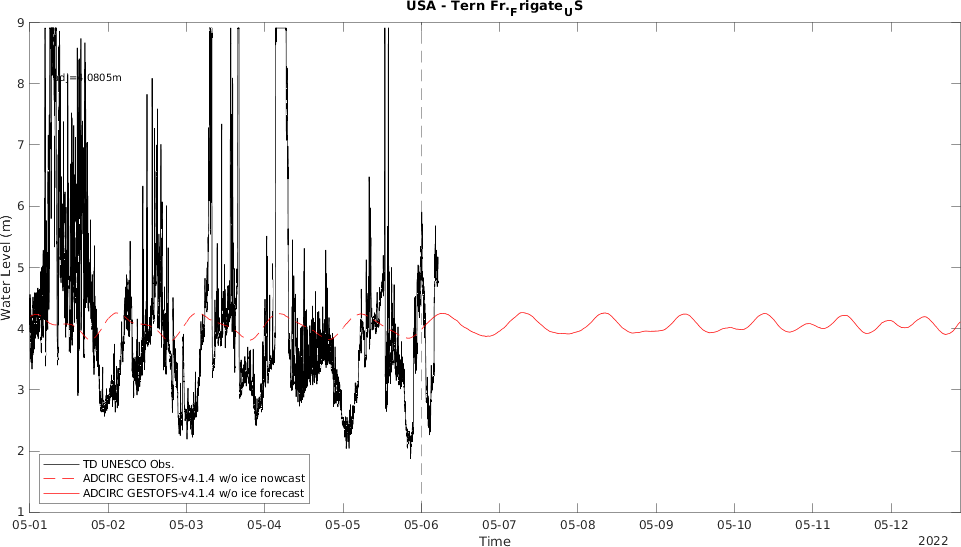 USA - Tern Fr.FrigateUS
9
8
7
6
5
4
3
2
1
Water Level (m)
TD UNESCO Obs.
ADCIRC GESTOFS-v4.1.4 w/o ice nowcast
ADCIRC GESTOFS-v4.1.4 w/o ice forecast
05-01 05-02 05-03 05-04 05-05 05-06 05-07 05-08 05-09 05-10 05-11 05-12
Time
2022